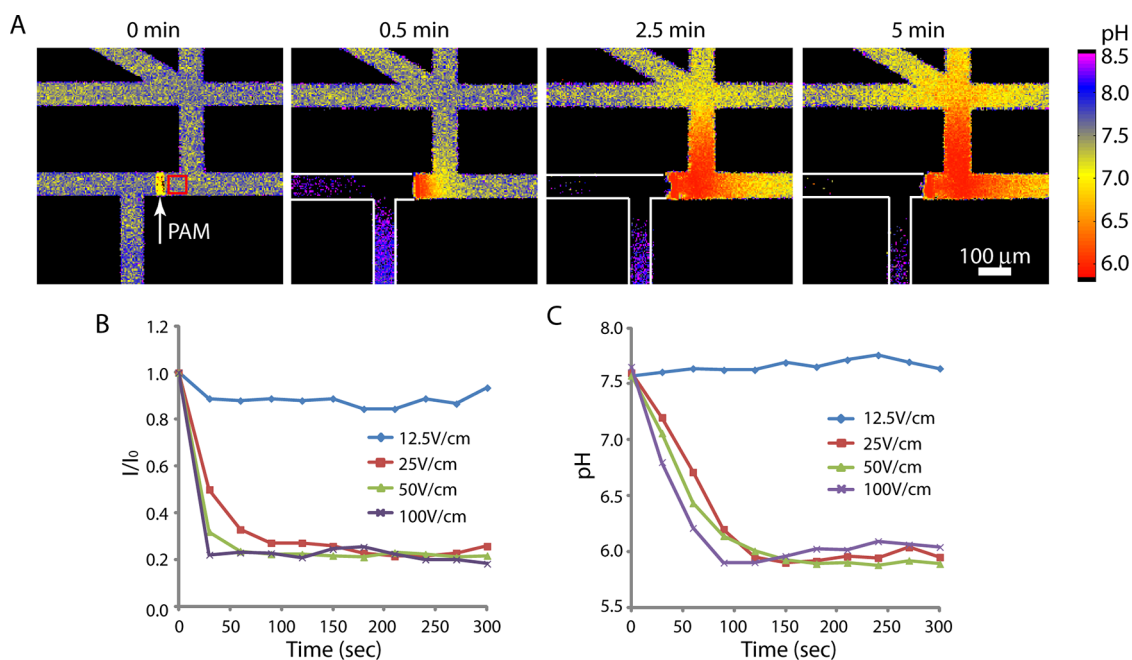 A
0 min 0.5 min 2.5 min 5 min
pH
8.5
8.0
7.5
7.0
6.5
6.0
PAM
100 μm
B
1.2
1.0
0.8
0.6
0.4
0.2
0.0
I/I₀
12.5V/cm
25V/cm
50V/cm
100V/cm
0 50 100 150 200 250 300
Time (sec)
C
8.0
7.5
7.0
6.5
6.0
5.5
pH
12.5V/cm
25V/cm
50V/cm
100V/cm
0 50 100 150 200 250 300
Time (sec)